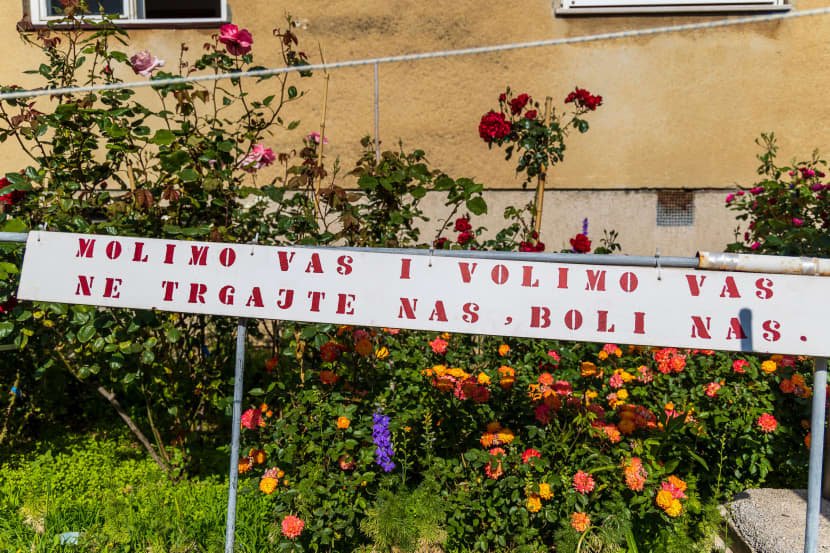 MOLIMO VAS I VOLIMO VAS
NE TRGAJTE NAS, BOLI NAS.